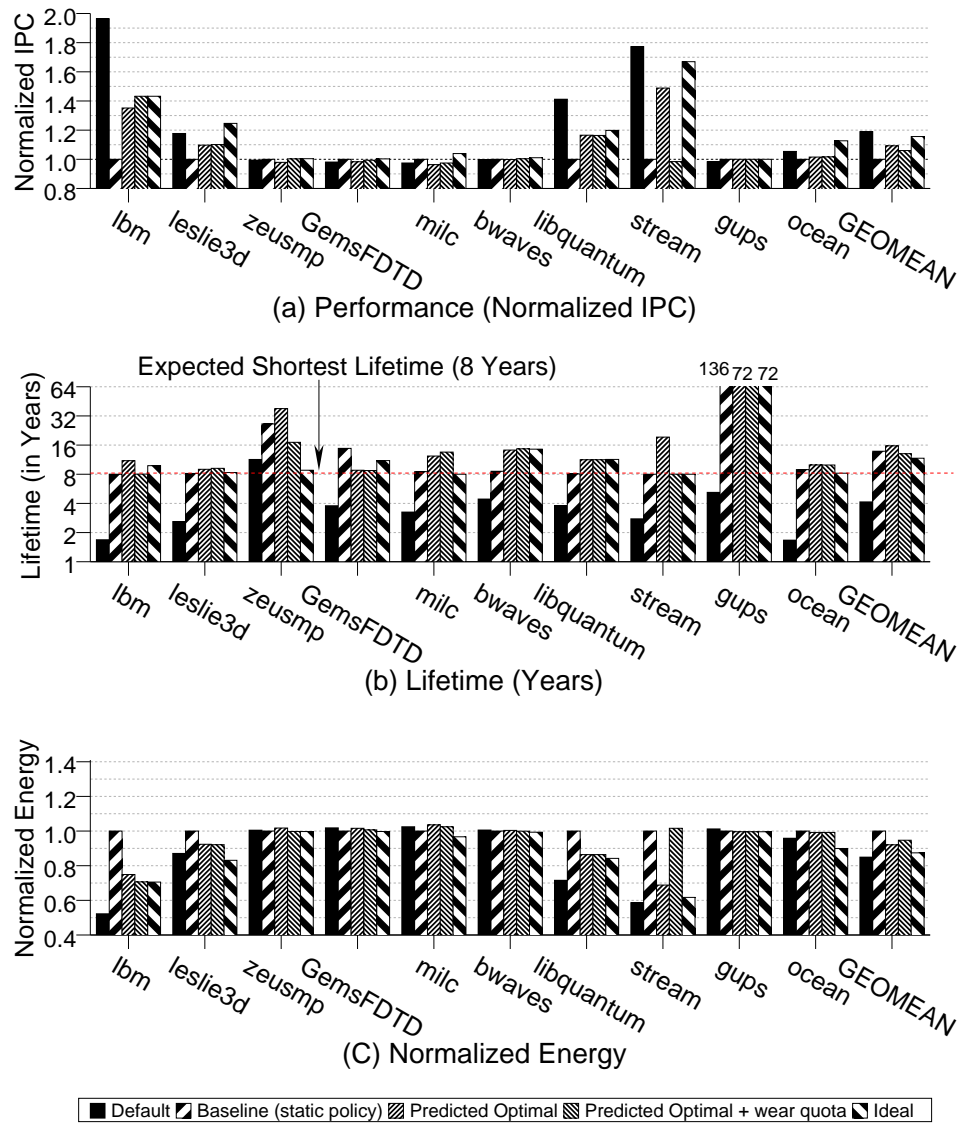 Normalized IPC
2.0
1.8
1.6
1.4
1.2
1.0
0.8
lbm
leslie3d
zeusmp
GemsFDTD
milc
bwaves
libquantum
stream
gups
ocean
GEOMEAN
(a) Performance (Normalized IPC)
Expected Shortest Lifetime (8 Years)
136 72 72
Lifetime (in Years)
64
32
16
8
4
2
1
lbm
leslie3d
zeusmp
GemsFDTD
milc
bwaves
libquantum
stream
gups
ocean
GEOMEAN
(b) Lifetime (Years)
Normalized Energy
1.4
1.2
1.0
0.8
0.6
0.4
lbm
leslie3d
zeusmp
GemsFDTD
milc
bwaves
libquantum
stream
gups
ocean
GEOMEAN
(C) Normalized Energy
Default Baseline (static policy) Predicted Optimal Predicted Optimal + wear quota Ideal